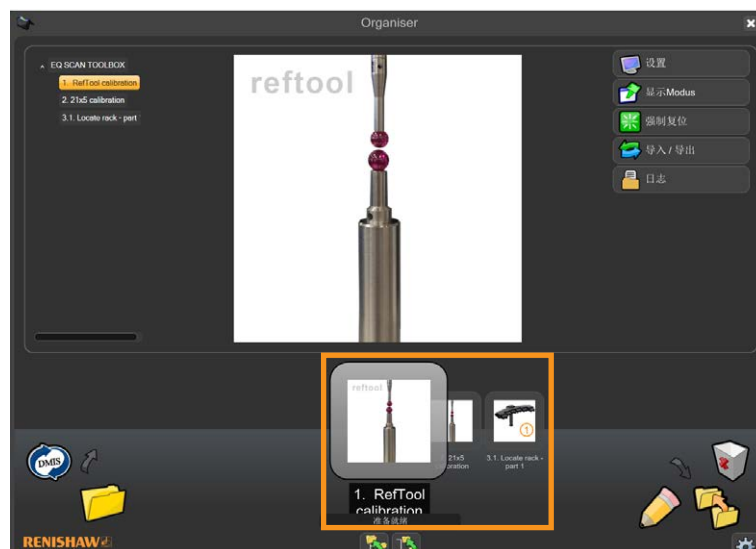 Organiser
EQ SCAN TOOLBOX
1. RefTool calibration
2. 21x5 calibration
3.1. Locate rack - part
reftool
设置
显示Modus
强制复位
导入 / 导出
日志
reftool
21x5
3.1. Locate rack -
part 1
1
1. RefTool
calibration
准备就绪
DMIS
RENISHAW